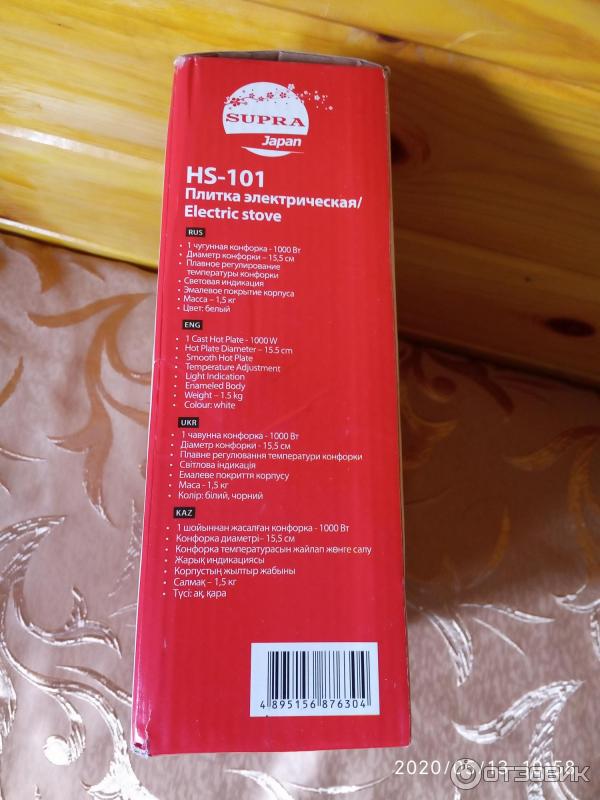 SUPRA
Japan
HS-101
Плитка электрическая/
Electric stove
RUS
• 1 чугунная конфорка - 1000 Вт
• Диаметр конфорки – 15,5 см
• Плавное регулирование
температуры конфорки
• Световая индикация
• Эмалевое покрытие корпуса
• Масса – 1,5 кг
• Цвет: белый
ENG
• 1 Cast Hot Plate - 1000 W
• Hot Plate Diameter – 15.5 cm
• Smooth Hot Plate
• Temperature Adjustment
• Light Indication
• Enameled Body
• Weight – 1.5 kg
• Colour: white
UKR
• 1 чавунна конфорка - 1000 Вт
• Діаметр конфорки - 15,5 см
• Плавне регулювання температури конфорки
• Світлова індикація
• Емалеве покриття корпусу
• Маса - 1,5 кг
• Колір: білий, чорний
KAZ
• 1 шойыннан жасалған конфорка - 1000 Вт
• Конфорка диаметрі– 15,5 см
• Конфорка температурасын жайлап жөнге салу
• Жарық индикациясы
• Корпустың жылтыр жабыны
• Салмақ – 1,5 кг
• Түсі: ақ, қара
4 895156 876304
2020/06/13
ОТЗОВИК